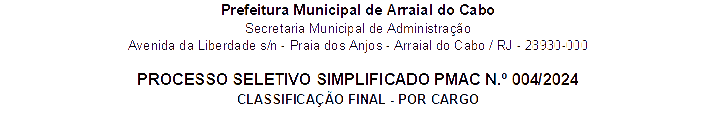 Prefeitura Municipal de Arraial do Cabo
Secretaria Municipal de Administração
Avenida da Liberdade s/n - Praia dos Anjos - Arraial do Cabo / RJ - 28930-000
PROCESSO SELETIVO SIMPLIFICADO PMAC N.º 004/2024
CLASSIFICAÇÃO FINAL - POR CARGO